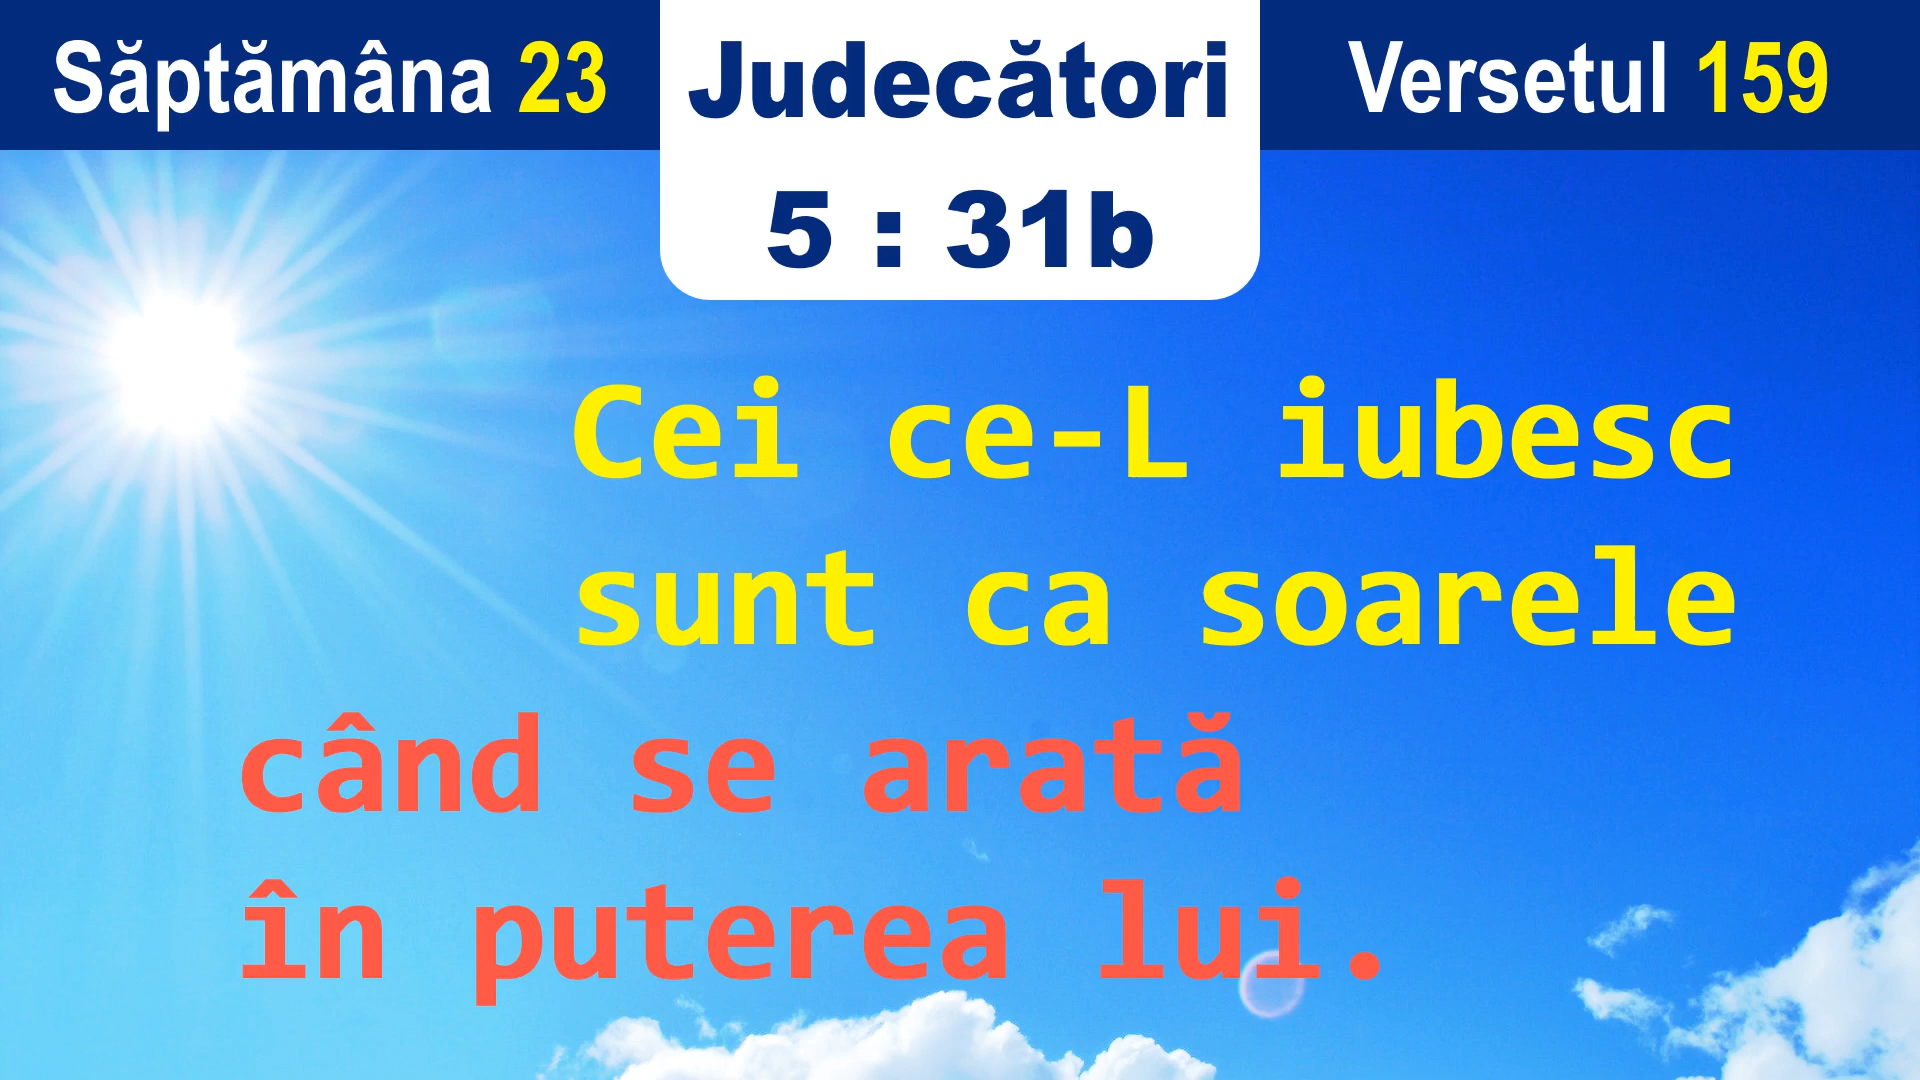 Săptămâna 23
Judecători
5 : 31b
Versetul 159
Cei ce-L iubesc
sunt ca soarele
când se arată
în puterea lui.